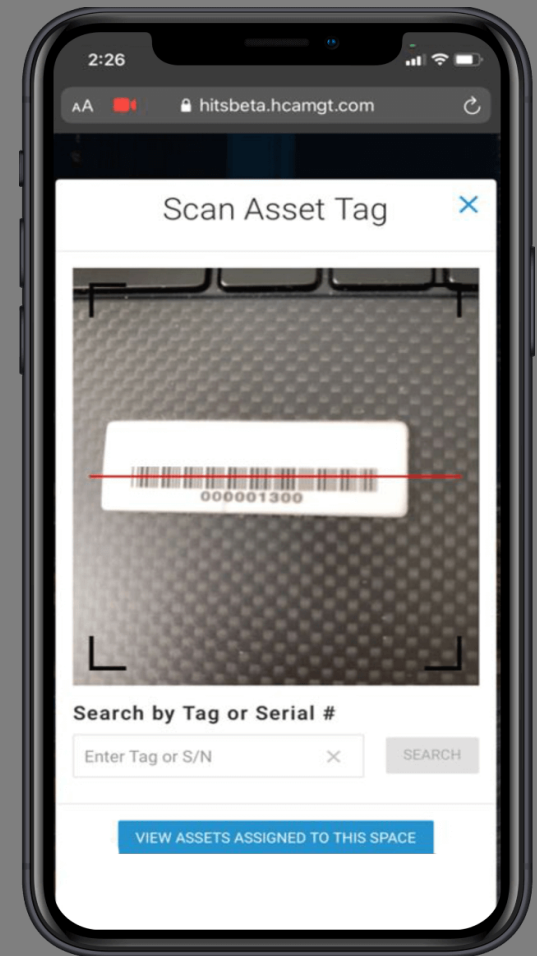 2:26
AA hitsbeta.hcamgt.com
Scan Asset Tag
000001300
Search by Tag or Serial #
Enter Tag or S/N
SEARCH
VIEW ASSETS ASSIGNED TO THIS SPACE